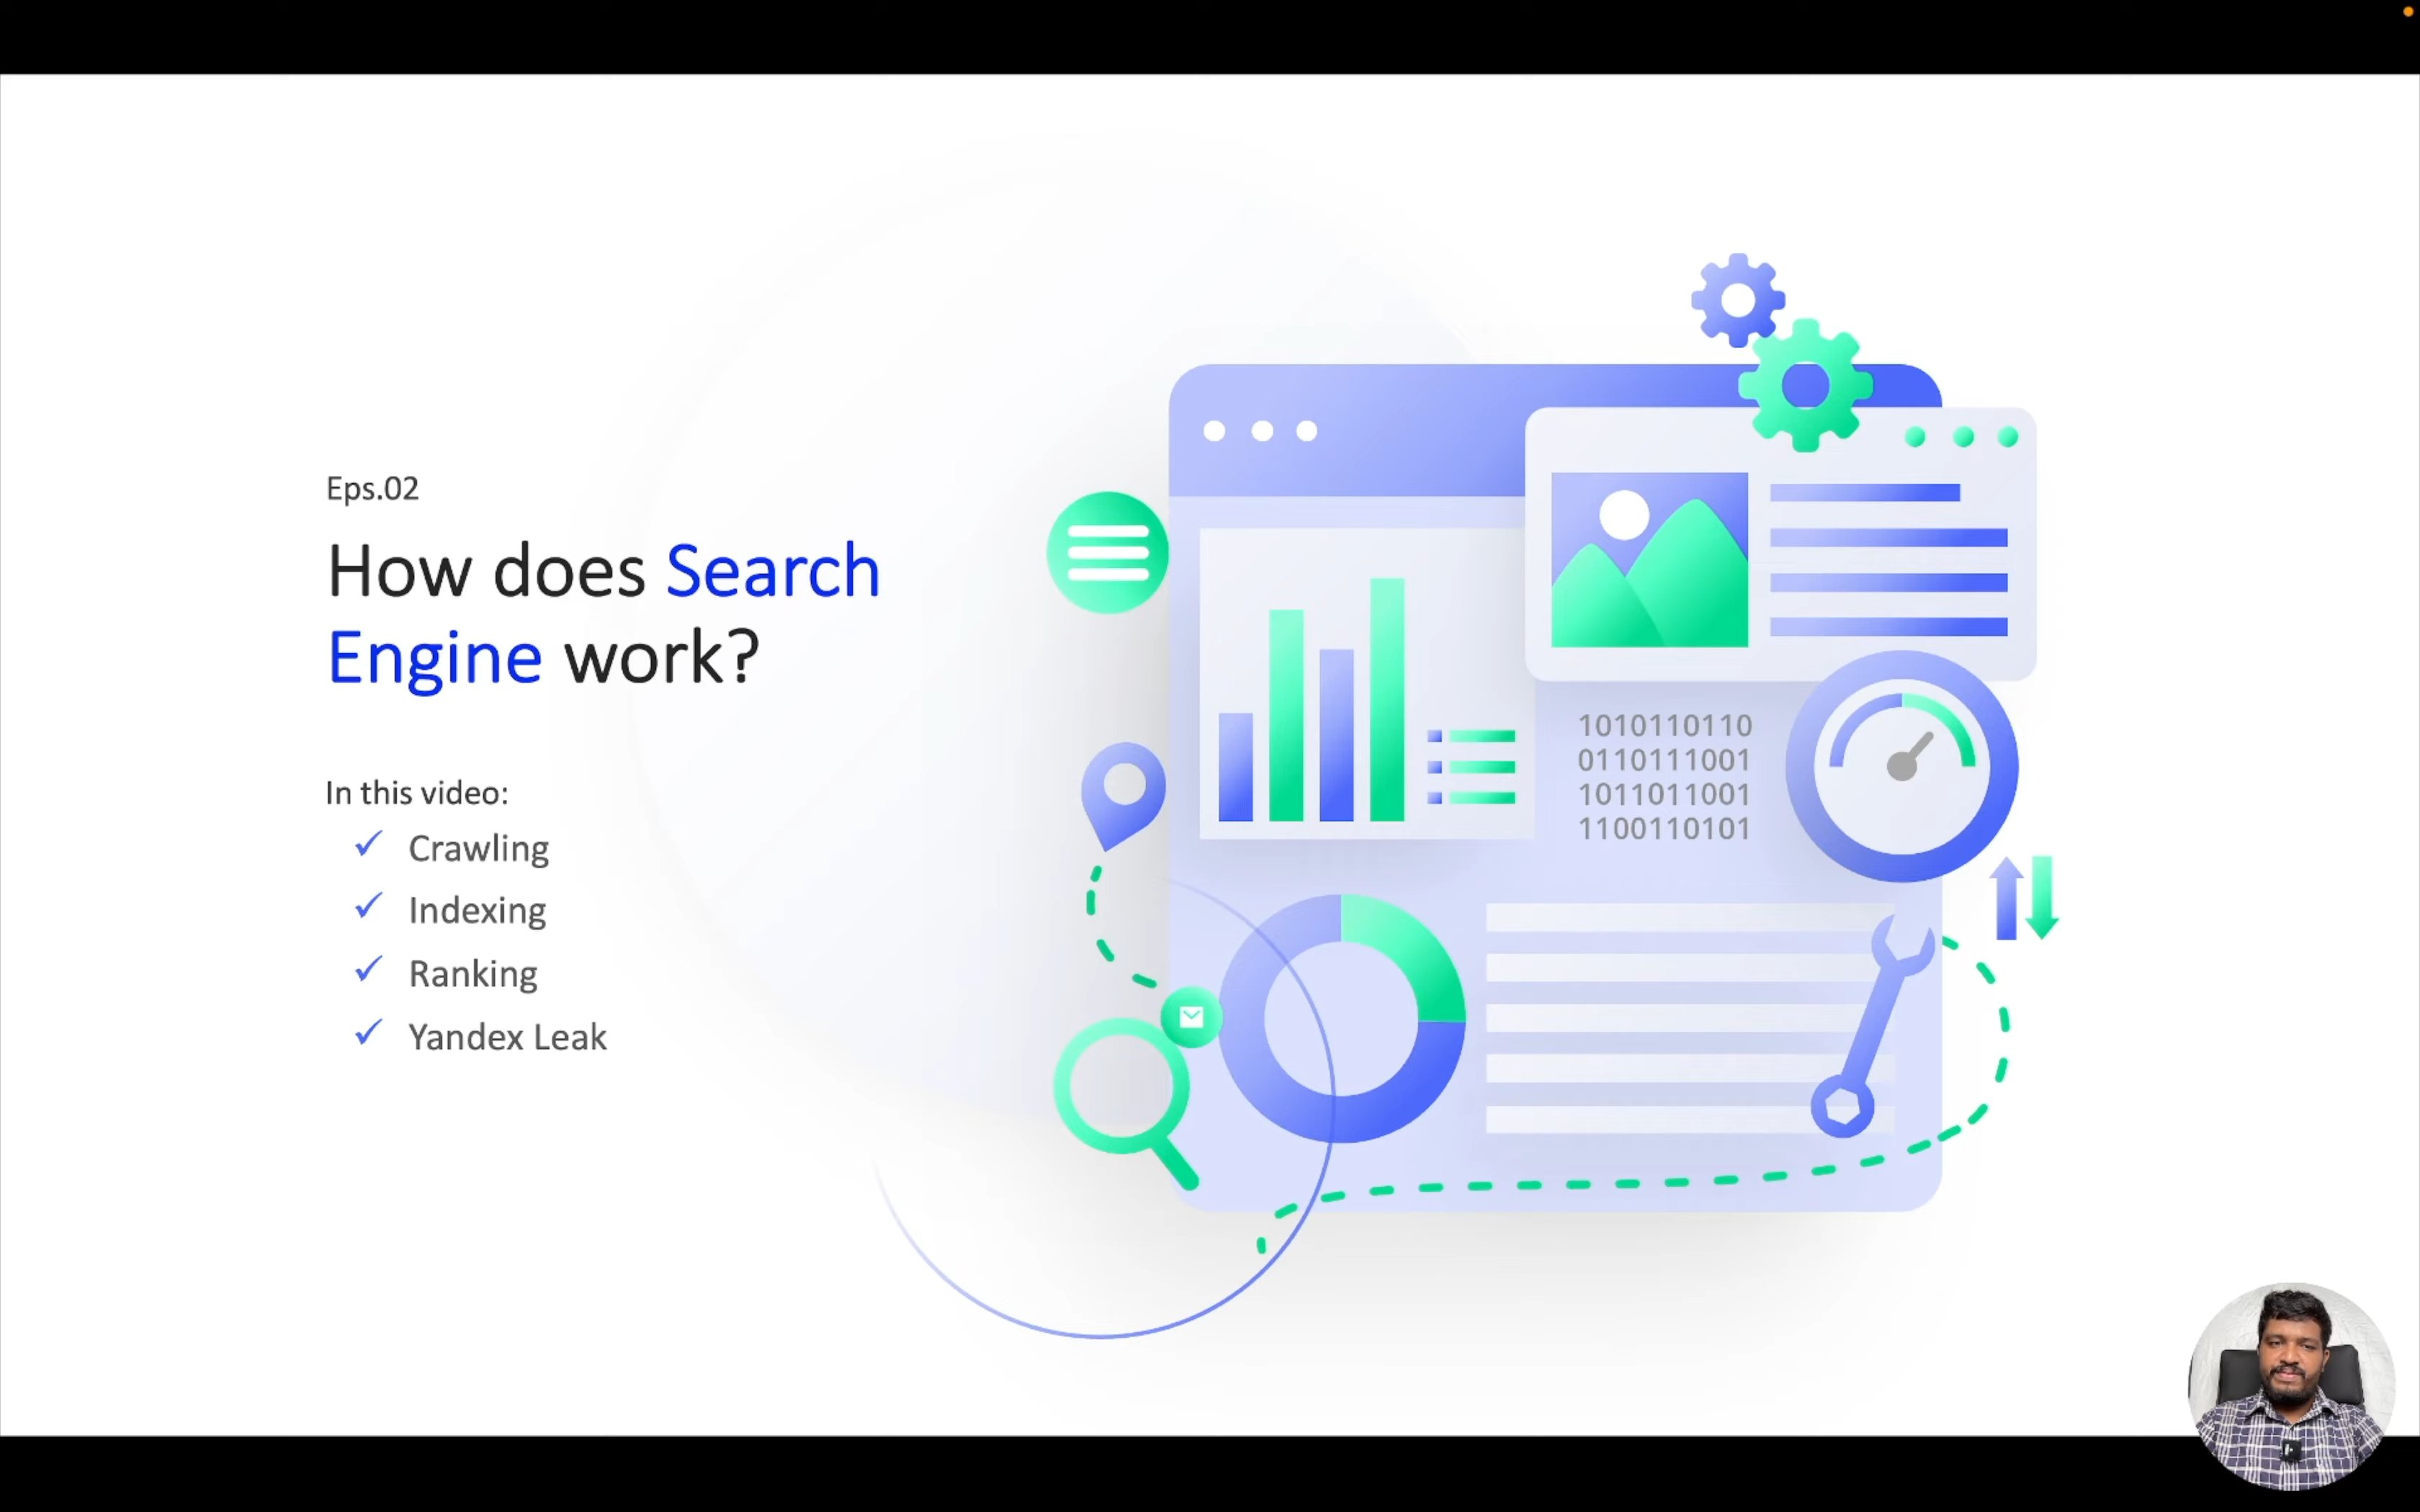 Eps.02
How does Search
Engine work?
In this video:
Crawling
Indexing
Ranking
Yandex Leak
1010110110
0110111001
1011011001
1100110101